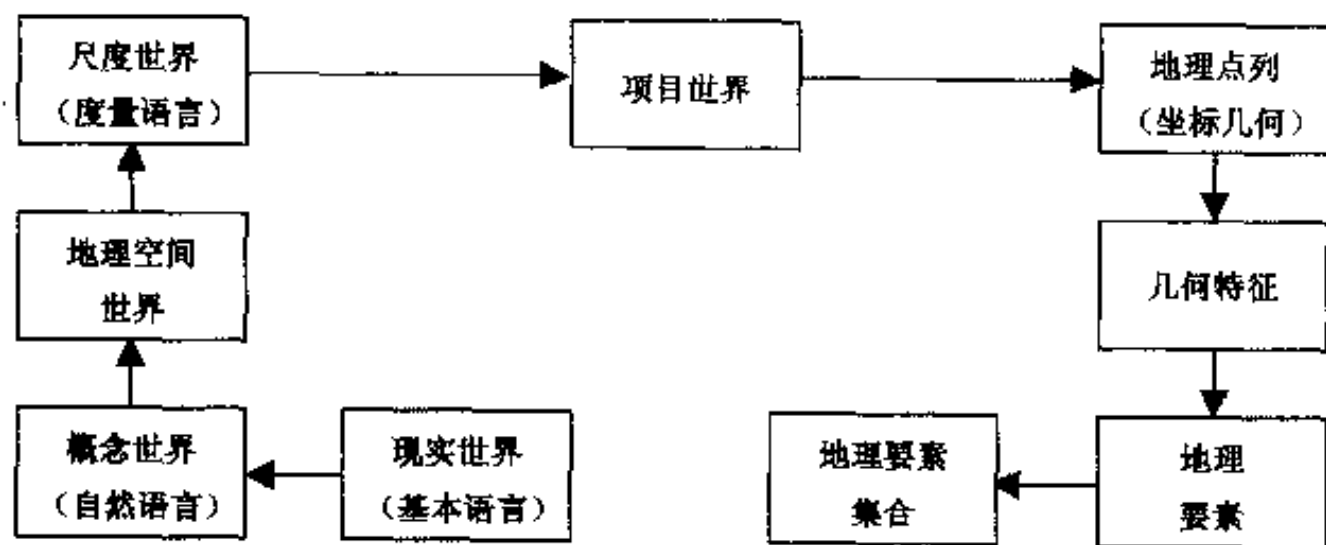 尺度世界
（度量语言）
项目世界
地理点列
（坐标几何）
地理空间
世界
几何特征
概念世界
（自然语言）
现实世界
（基本语言）
地理要素
集合
地理
要素